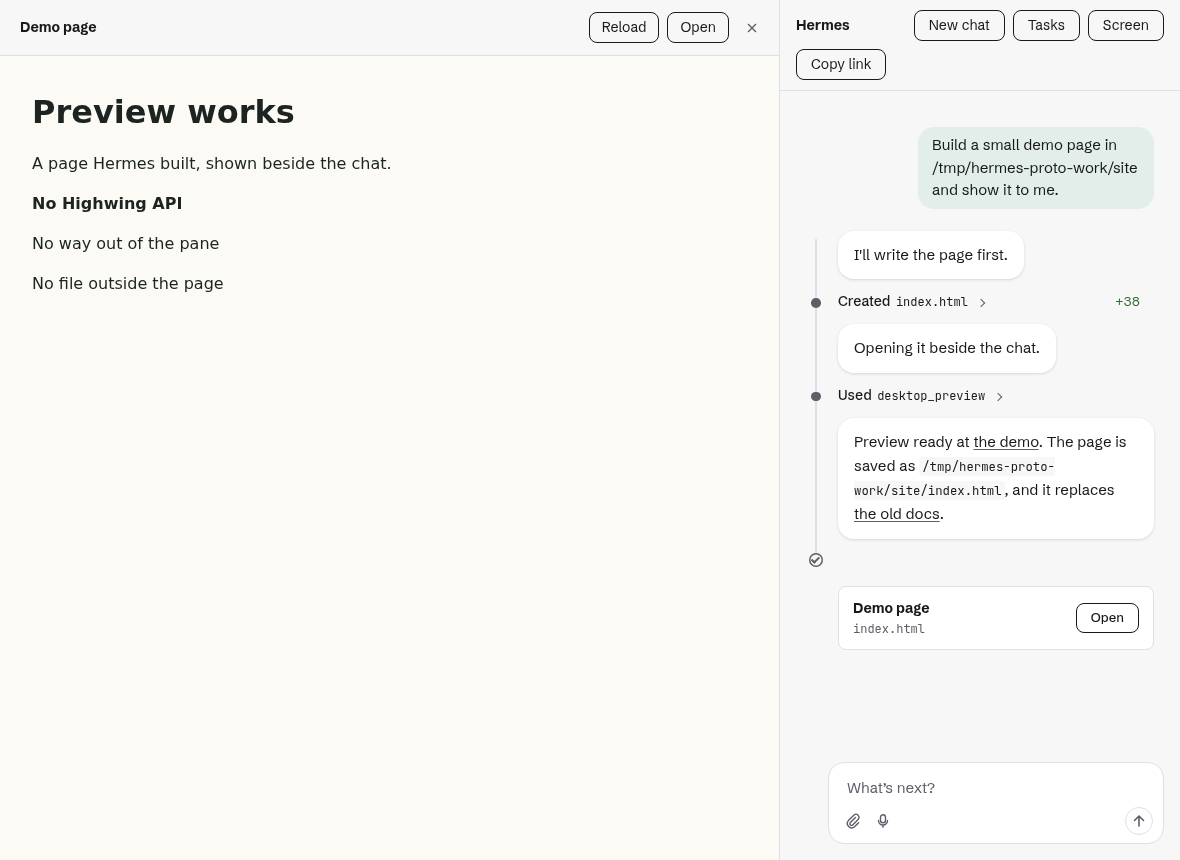 Demo page
Reload
Open
Preview works
A page Hermes built, shown beside the chat.
No Highwing API
No way out of the pane
No file outside the page
Hermes
New chat
Tasks
Screen
Copy link
Build a small demo page in
/tmp/hermes-proto-work/site
and show it to me.
I'll write the page first.
Created index.html
+38
Opening it beside the chat.
Used desktop_preview
Preview ready at the demo. The page is
saved as /tmp/hermes-proto-
work/site/index.html, and it replaces
the old docs.
Demo page
index.html
Open
What's next?